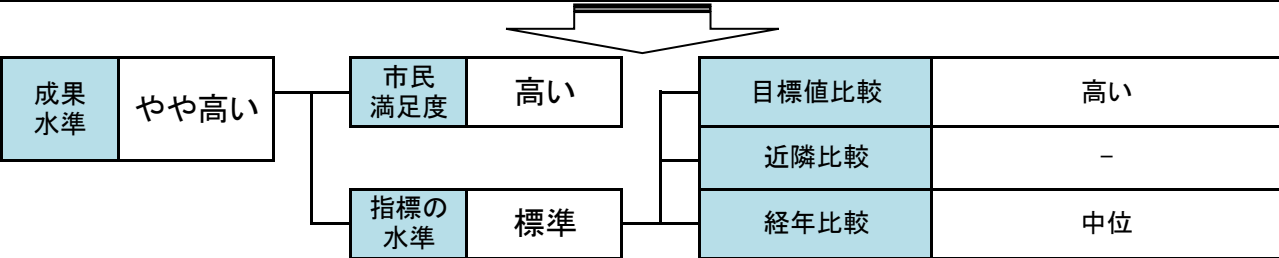 成果
水準
やや高い
市民
満足度
高い
指標の
水準
標準
目標値比較
高い
近隣比較
－
経年比較
中位